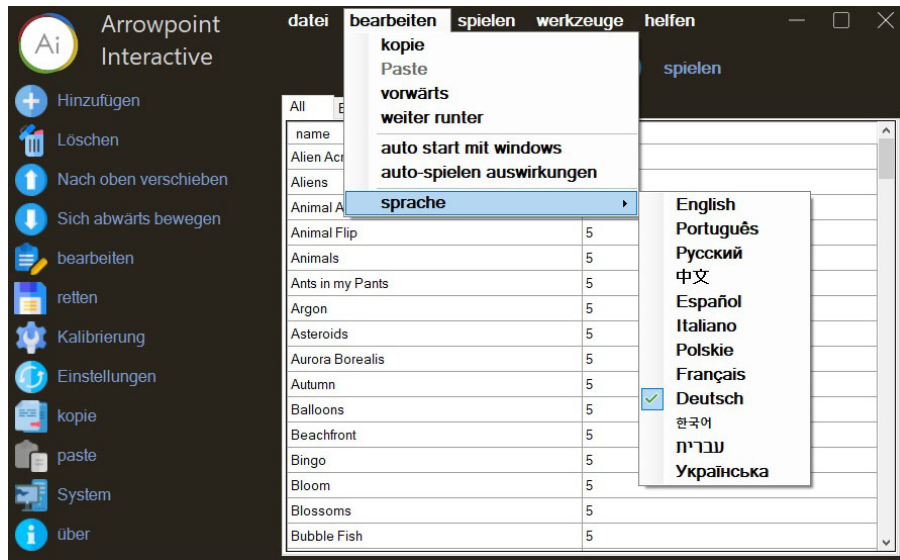 Ai
Arrowpoint
Interactive
datei bearbeiten spielen werkzeuge helfen
kopie
Paste
vorwärts
weiter runter
auto start mit windows
auto-spielen auswirkungen
sprache
English
Português
Русский
中文
Español
Italiano
Polskie
Français
Deutsch
한국어
עברית
Українська
spielen
Hinzufügen
Löschen
Nach oben verschieben
Sich abwärts bewegen
bearbeiten
retten
Kalibrierung
Einstellungen
kopie
paste
System
über
All
name
Alien Acr
Aliens
Animal A
Animal Flip 5
Animals 5
Ants in my Pants 5
Argon 5
Asteroids 5
Aurora Borealis 5
Autumn 5
Balloons 5
Beachfront 5
Bingo 5
Bloom 5
Blossoms 5
Bubble Fish 5